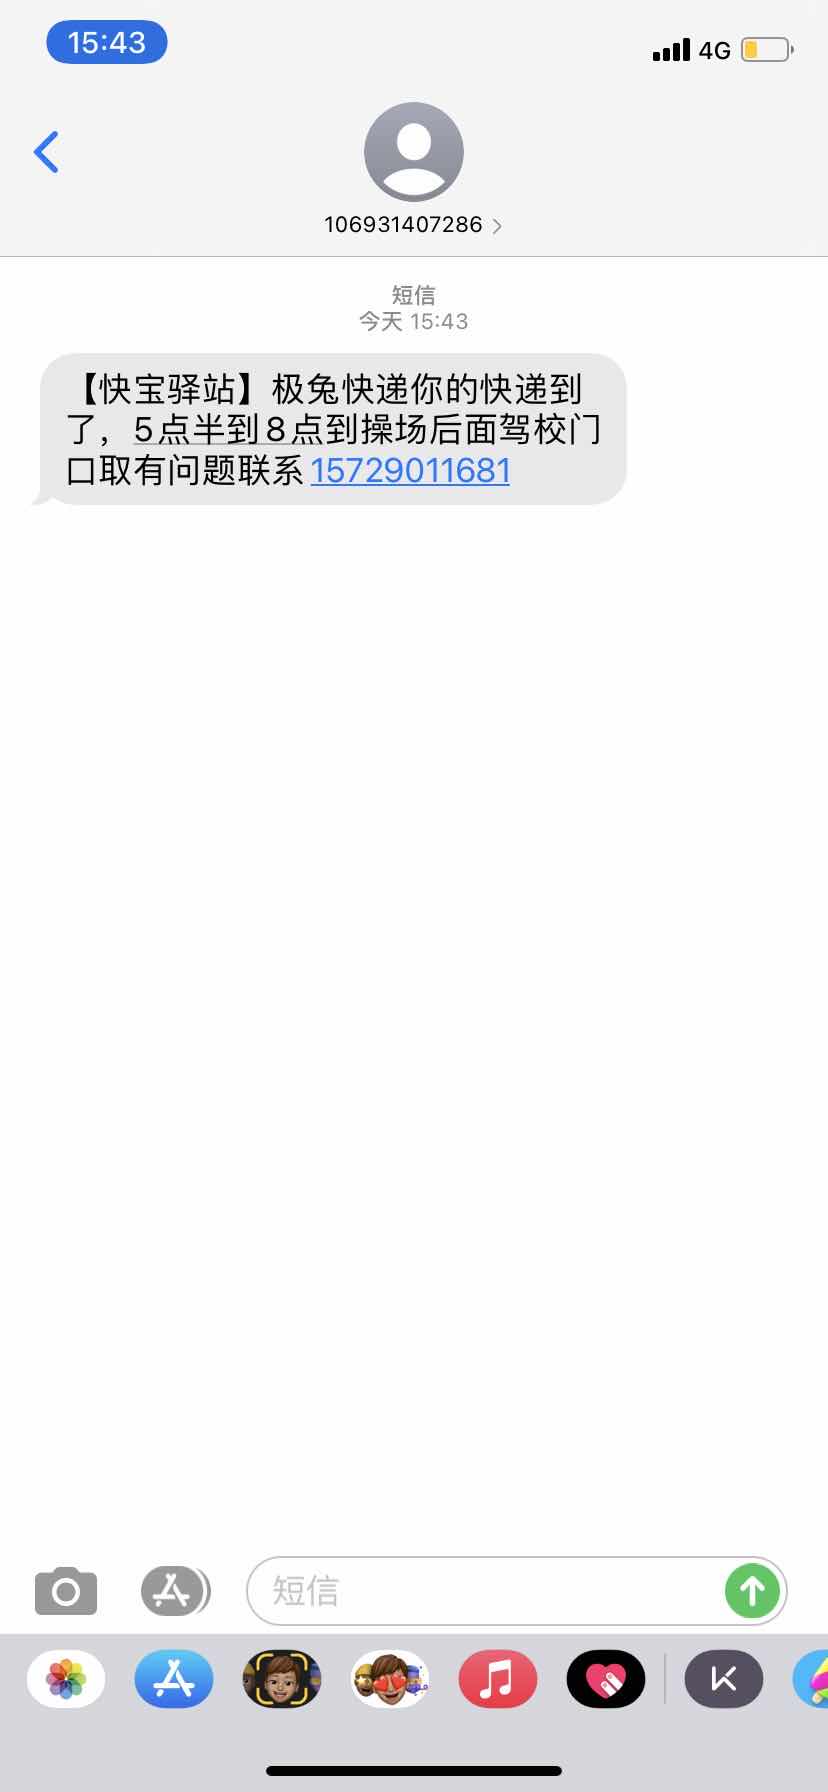 15:43
4G
106931407286
短信
今天 15:43
【快宝驿站】极兔快递你的快递到
了，5点半到8点到操场后面驾校门
口取有问题联系 15729011681
短信